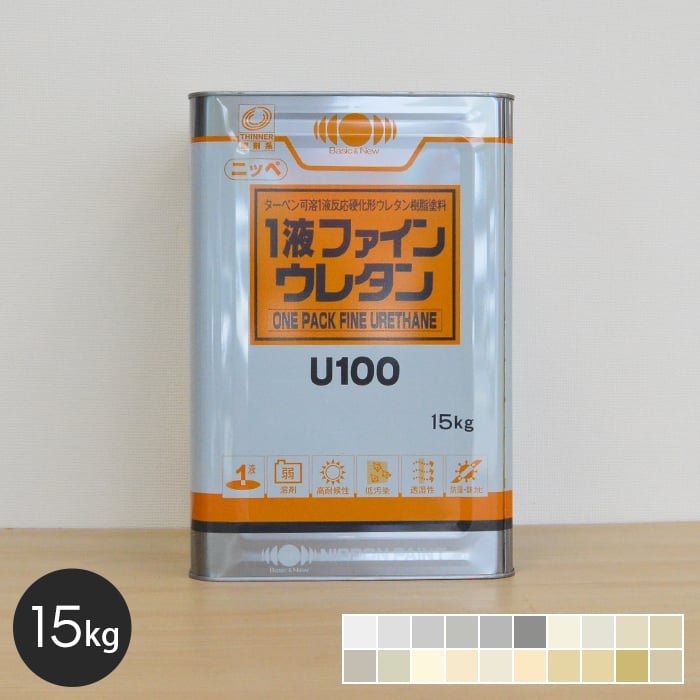 THINNER
溶剤系
Basic & New
ニッペ
ターペン可溶1液反応硬化形ウレタン樹脂塗料
1液ファイン
ウレタン
ONE PACK FINE URETHANE
U100
15kg
1液
弱
溶剤
高耐候性
低汚染
透湿性
防藻・防カビ
NIPPON PAINT
Basic & New
15kg